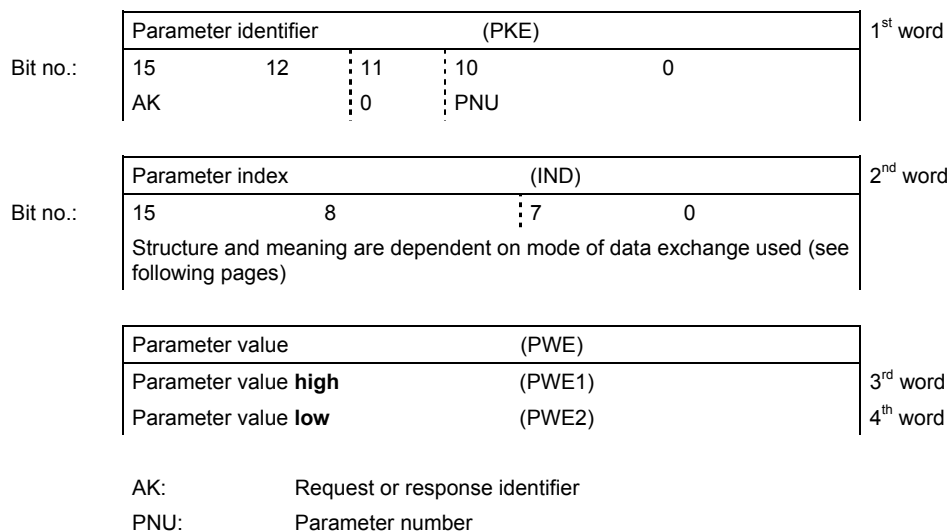 Parameter identifier (PKE) 1st word
Bit no.: 15 12 11 10 0
AK 0 PNU
Parameter index (IND) 2nd word
Bit no.: 15 8 7 0
Structure and meaning are dependent on mode of data exchange used (see
following pages)
Parameter value (PWE)
Parameter value high (PWE1) 3rd word
Parameter value low (PWE2) 4th word
AK: Request or response identifier
PNU: Parameter number